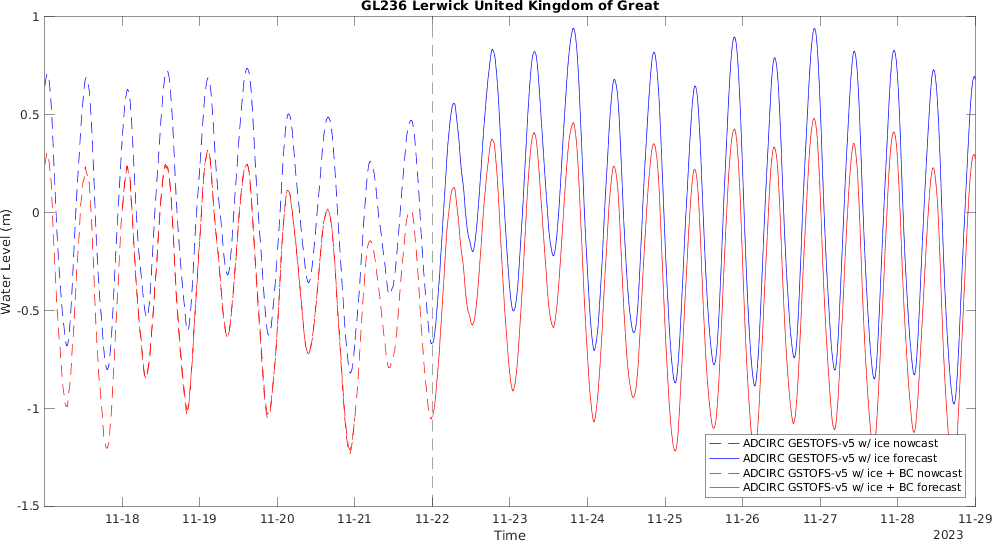 GL236 Lerwick United Kingdom of Great
Water Level (m)
1
0.5
0
-0.5
-1
-1.5
ADCIRC GESTOFS-v5 w/ ice nowcast
ADCIRC GESTOFS-v5 w/ ice forecast
ADCIRC GSTOFS-v5 w/ ice + BC nowcast
ADCIRC GSTOFS-v5 w/ ice + BC forecast
11-18 11-19 11-20 11-21 11-22 11-23 11-24 11-25 11-26 11-27 11-28 11-29
Time
2023